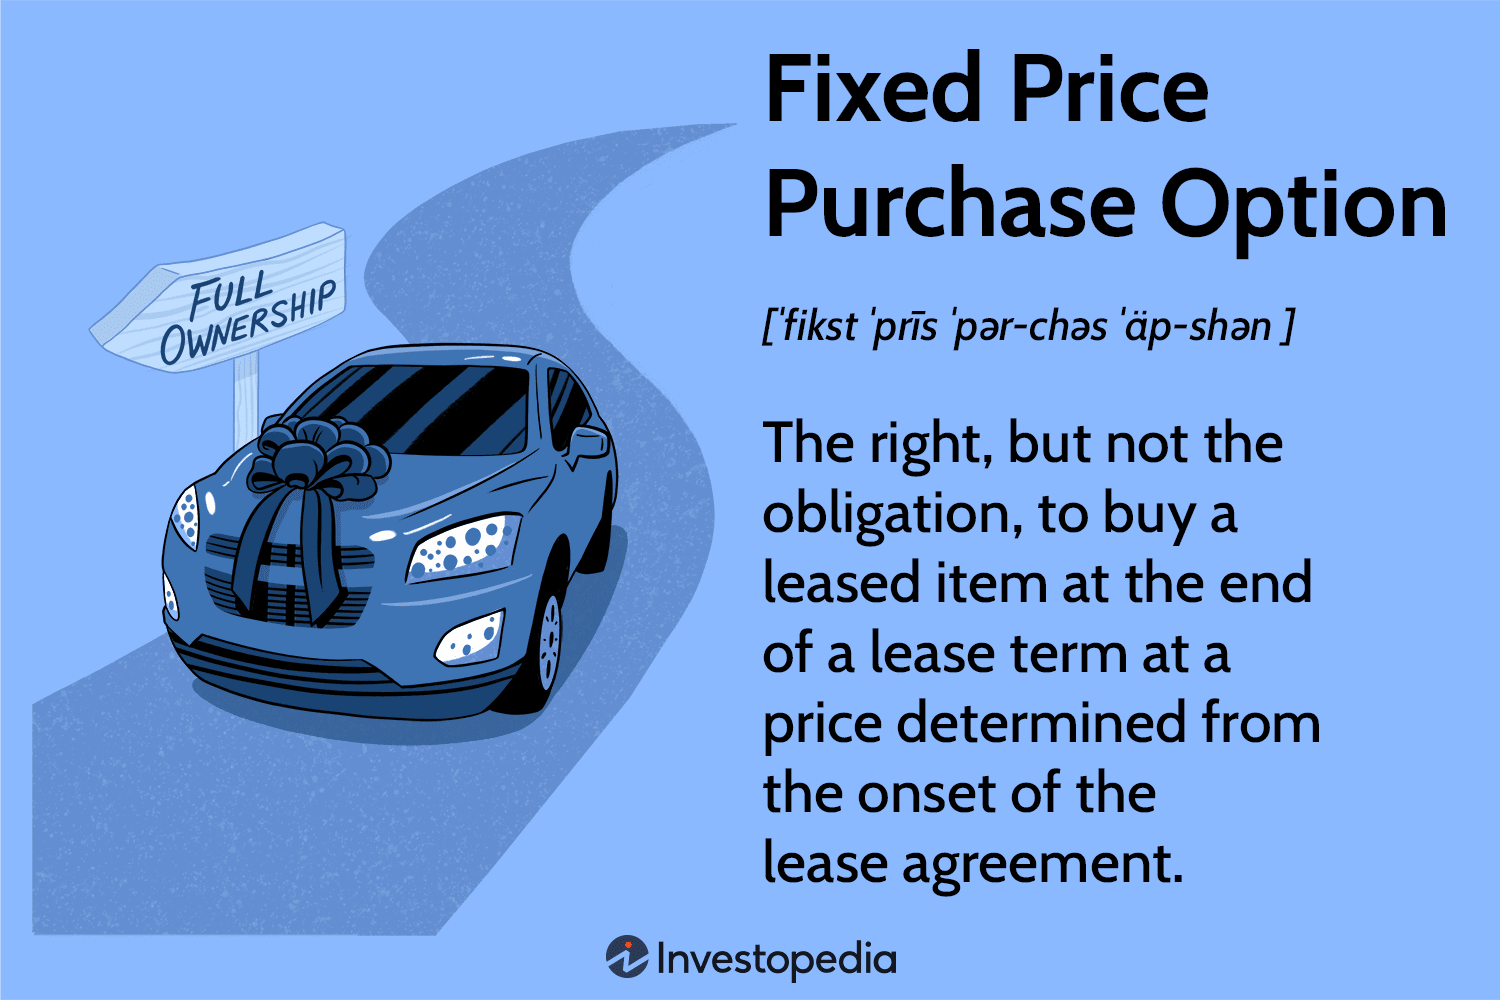 Fixed Price
Purchase Option
[ˈfikst ˈprīs ˈpər-chəs ˈäp-shən ]
FULL
OWNERSHIP
The right, but not the
obligation, to buy a
leased item at the end
of a lease term at a
price determined from
the onset of the
lease agreement.
Investopedia